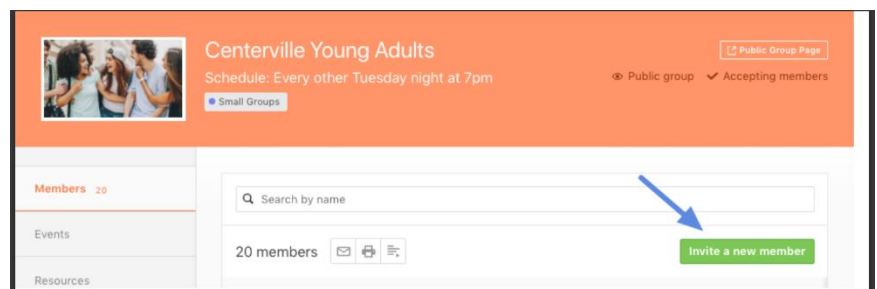 Centerville Young Adults
Public Group Page
Schedule: Every other Tuesday night at 7pm
Public group
Accepting members
Small Groups
Members 20
Search by name
Events
20 members
Invite a new member
Resources